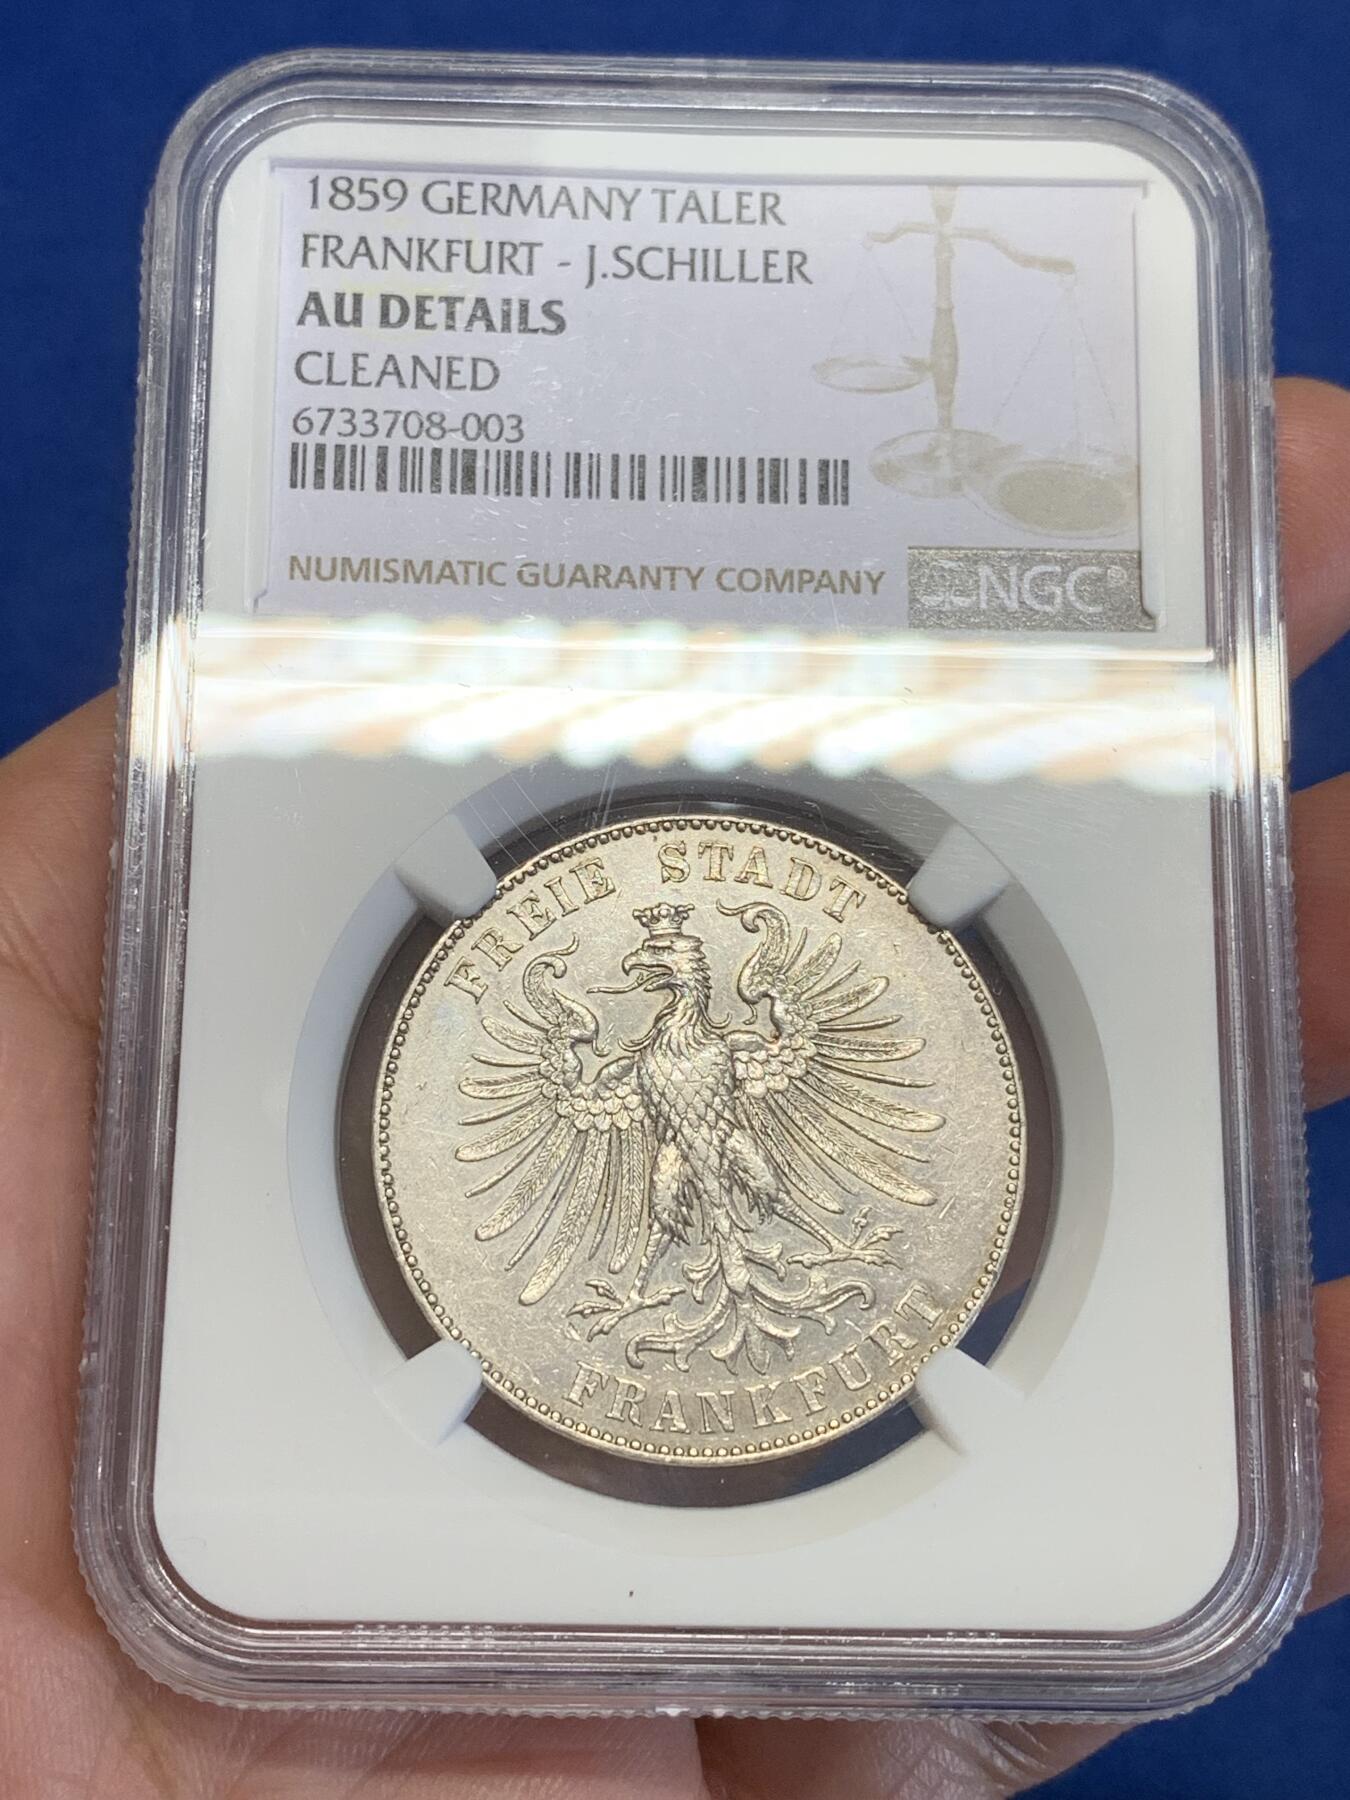 1859 GERMANY TALER
FRANKFURT - J.SCHILLER
AU DETAILS
CLEANED
6733708-003
NUMISMATIC GUARANTY COMPANY
NGC®
FREIE STADT
FRANKFURT